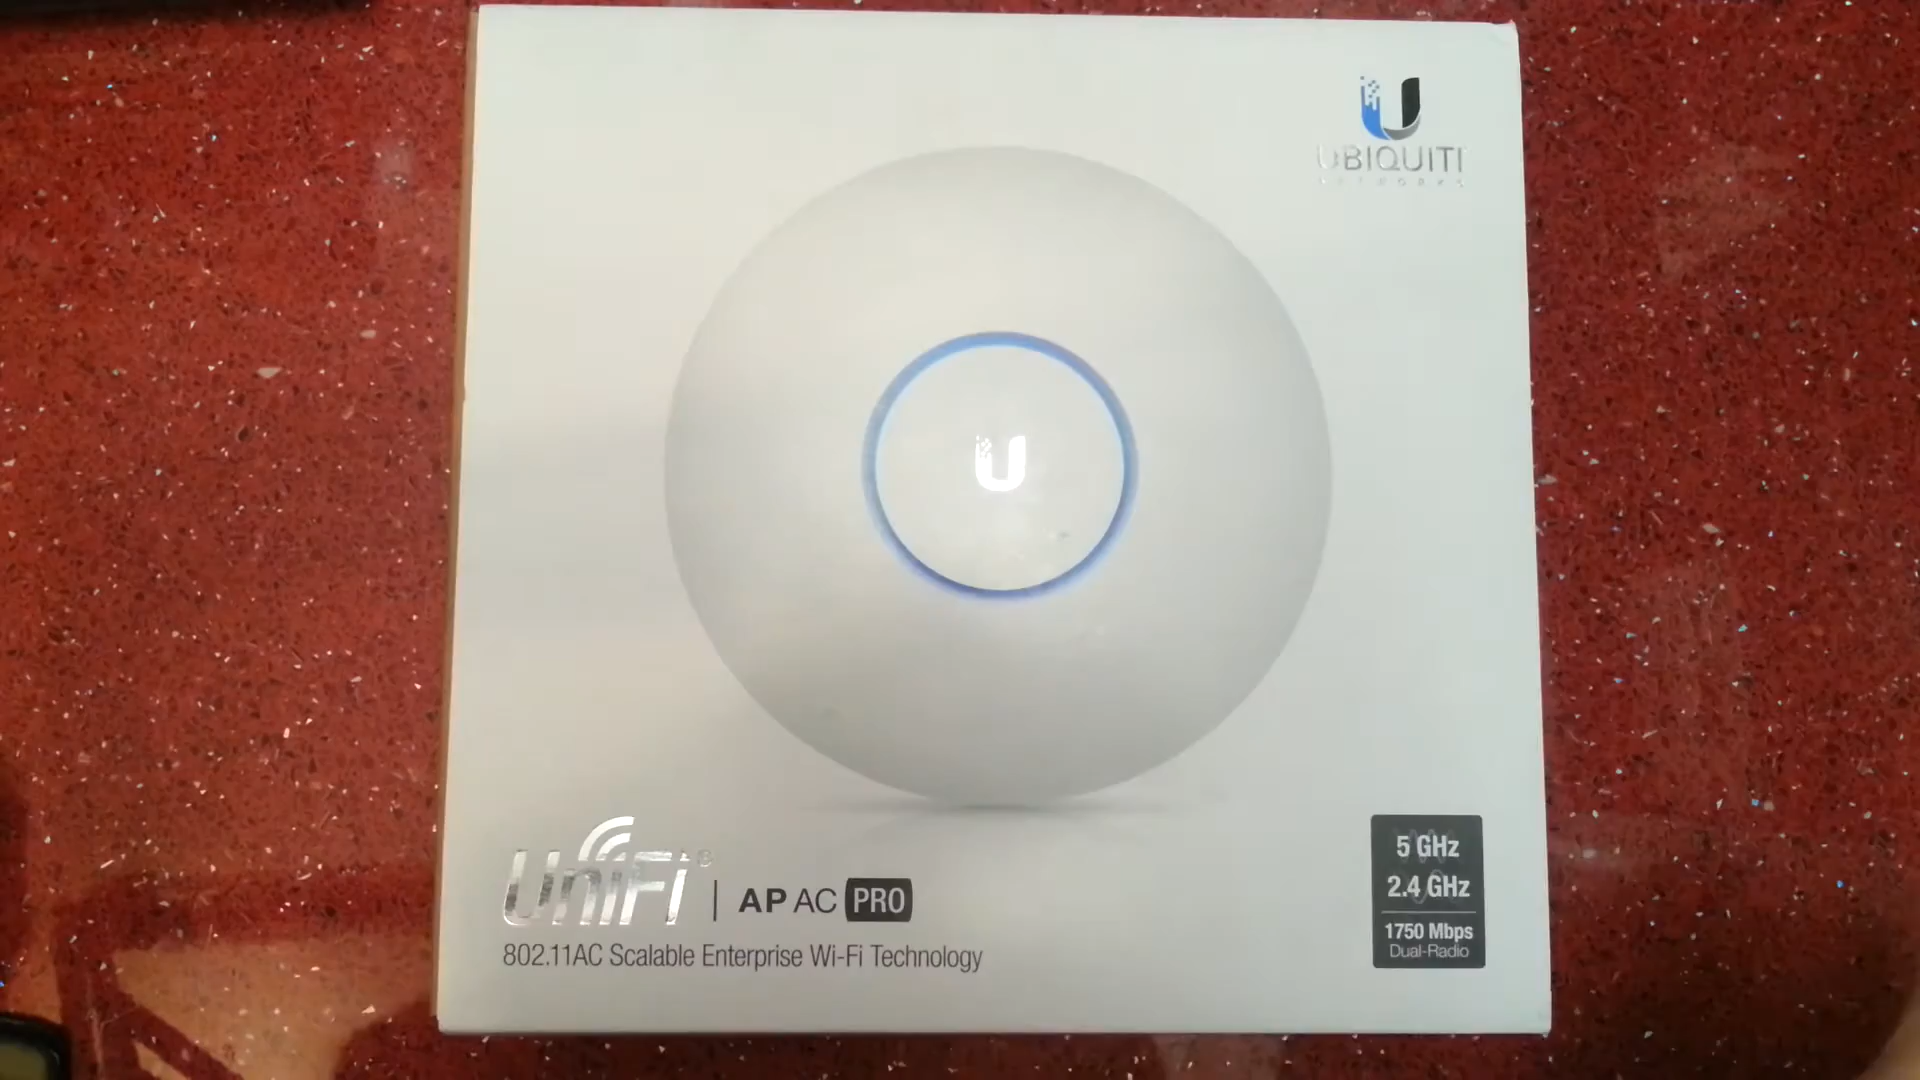 UBIQUITI
NETWORKS
UniFi® | AP AC PRO
802.11AC Scalable Enterprise Wi-Fi Technology
5 GHz
2.4 GHz
1750 Mbps
Dual-Radio